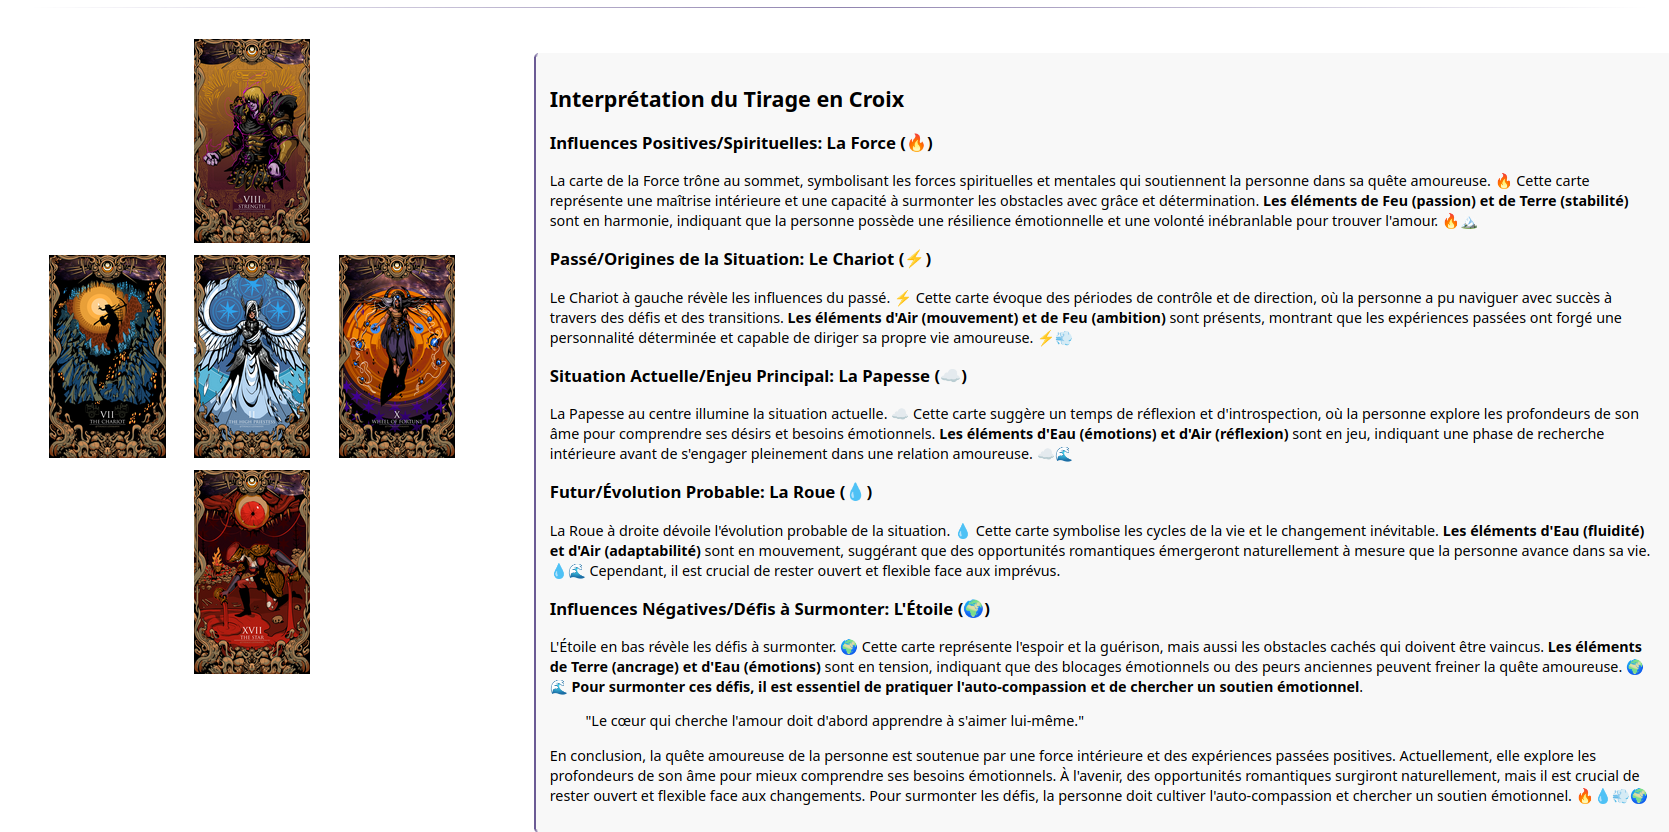 VIII
STRENGTH
VII
THE CHARIOT
II
THE HIGH PRIESTESS
X
WHEEL OF FORTUNE
XVII
THE STAR
Interprétation du Tirage en Croix
Influences Positives/Spirituelles: La Force (🔥)
La carte de la Force trône au sommet, symbolisant les forces spirituelles et mentales qui soutiennent la personne dans sa quête amoureuse. 🔥 Cette carte
représente une maîtrise intérieure et une capacité à surmonter les obstacles avec grâce et détermination. Les éléments de Feu (passion) et de Terre (stabilité)
sont en harmonie, indiquant que la personne possède une résilience émotionnelle et une volonté inébranlable pour trouver l'amour. 🔥🏔️
Passé/Origines de la Situation: Le Chariot (⚡)
Le Chariot à gauche révèle les influences du passé. ⚡ Cette carte évoque des périodes de contrôle et de direction, où la personne a pu naviguer avec succès à
travers des défis et des transitions. Les éléments d'Air (mouvement) et de Feu (ambition) sont présents, montrant que les expériences passées ont forgé une
personnalité déterminée et capable de diriger sa propre vie amoureuse. ⚡💨
Situation Actuelle/Enjeu Principal: La Papesse (☁️)
La Papesse au centre illumine la situation actuelle. ☁️ Cette carte suggère un temps de réflexion et d'introspection, où la personne explore les profondeurs de son
âme pour comprendre ses désirs et besoins émotionnels. Les éléments d'Eau (émotions) et d'Air (réflexion) sont en jeu, indiquant une phase de recherche
intérieure avant de s'engager pleinement dans une relation amoureuse. ☁️🌊
Futur/Évolution Probable: La Roue (💧)
La Roue à droite dévoile l'évolution probable de la situation. 💧 Cette carte symbolise les cycles de la vie et le changement inévitable. Les éléments d'Eau (fluidité)
et d'Air (adaptabilité) sont en mouvement, suggérant que des opportunités romantiques émergeront naturellement à mesure que la personne avance dans sa vie.
💧🌊 Cependant, il est crucial de rester ouvert et flexible face aux imprévus.
Influences Négatives/Défis à Surmonter: L'Étoile (🌍)
L'Étoile en bas révèle les défis à surmonter. 🌍 Cette carte représente l'espoir et la guérison, mais aussi les obstacles cachés qui doivent être vaincus. Les éléments
de Terre (ancrage) et d'Eau (émotions) sont en tension, indiquant que des blocages émotionnels ou des peurs anciennes peuvent freiner la quête amoureuse. 🌍
🌊 Pour surmonter ces défis, il est essentiel de pratiquer l'auto-compassion et de chercher un soutien émotionnel.
"Le cœur qui cherche l'amour doit d'abord apprendre à s'aimer lui-même."
En conclusion, la quête amoureuse de la personne est soutenue par une force intérieure et des expériences passées positives. Actuellement, elle explore les
profondeurs de son âme pour mieux comprendre ses besoins émotionnels. À l'avenir, des opportunités romantiques surgiront naturellement, mais il est crucial de
rester ouvert et flexible face aux changements. Pour surmonter les défis, la personne doit cultiver l'auto-compassion et chercher un soutien émotionnel. 🔥💧💨🌍